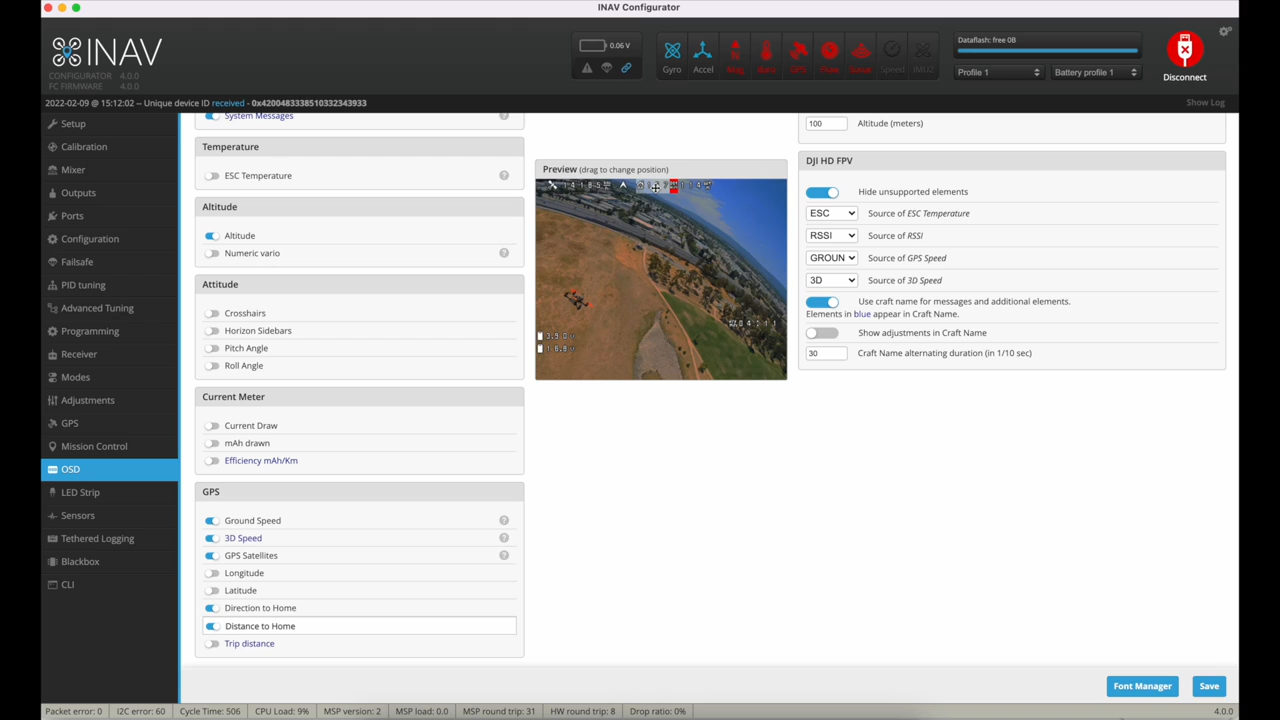 INAV Configurator
INAV
CONFIGURATOR 4.0.0
FC FIRMWARE 4.0.0
0.06 V
Gyro
Accel
Speed
IMU2
Dataflash: free 0B
Profile 1
Battery profile 1
Disconnect
2022-02-09 @ 15:12:02 -- Unique device ID received - 0x4200483338510332343933
Show Log
Setup
Calibration
Mixer
Outputs
Ports
Configuration
Failsafe
PID tuning
Advanced Tuning
Programming
Receiver
Modes
Adjustments
GPS
Mission Control
OSD
LED Strip
Sensors
Tethered Logging
Blackbox
CLI
System Messages
Temperature
ESC Temperature
Altitude
Altitude
Numeric vario
Attitude
Crosshairs
Horizon Sidebars
Pitch Angle
Roll Angle
Current Meter
Current Draw
mAh drawn
Efficiency mAh/Km
GPS
Ground Speed
3D Speed
GPS Satellites
Longitude
Latitude
Direction to Home
Distance to Home
Trip distance
Preview (drag to change position)
100 Altitude (meters)
DJI HD FPV
Hide unsupported elements
ESC Source of ESC Temperature
RSSI Source of RSSI
GROUN Source of GPS Speed
3D Source of 3D Speed
Use craft name for messages and additional elements.
Elements in blue appear in Craft Name.
Show adjustments in Craft Name
30 Craft Name alternating duration (in 1/10 sec)
Font Manager
Save
Packet error: 0
I2C error: 60
Cycle Time: 506
CPU Load: 9%
MSP version: 2
MSP load: 0.0
MSP round trip: 31
HW round trip: 8
Drop ratio: 0%
4.0.0